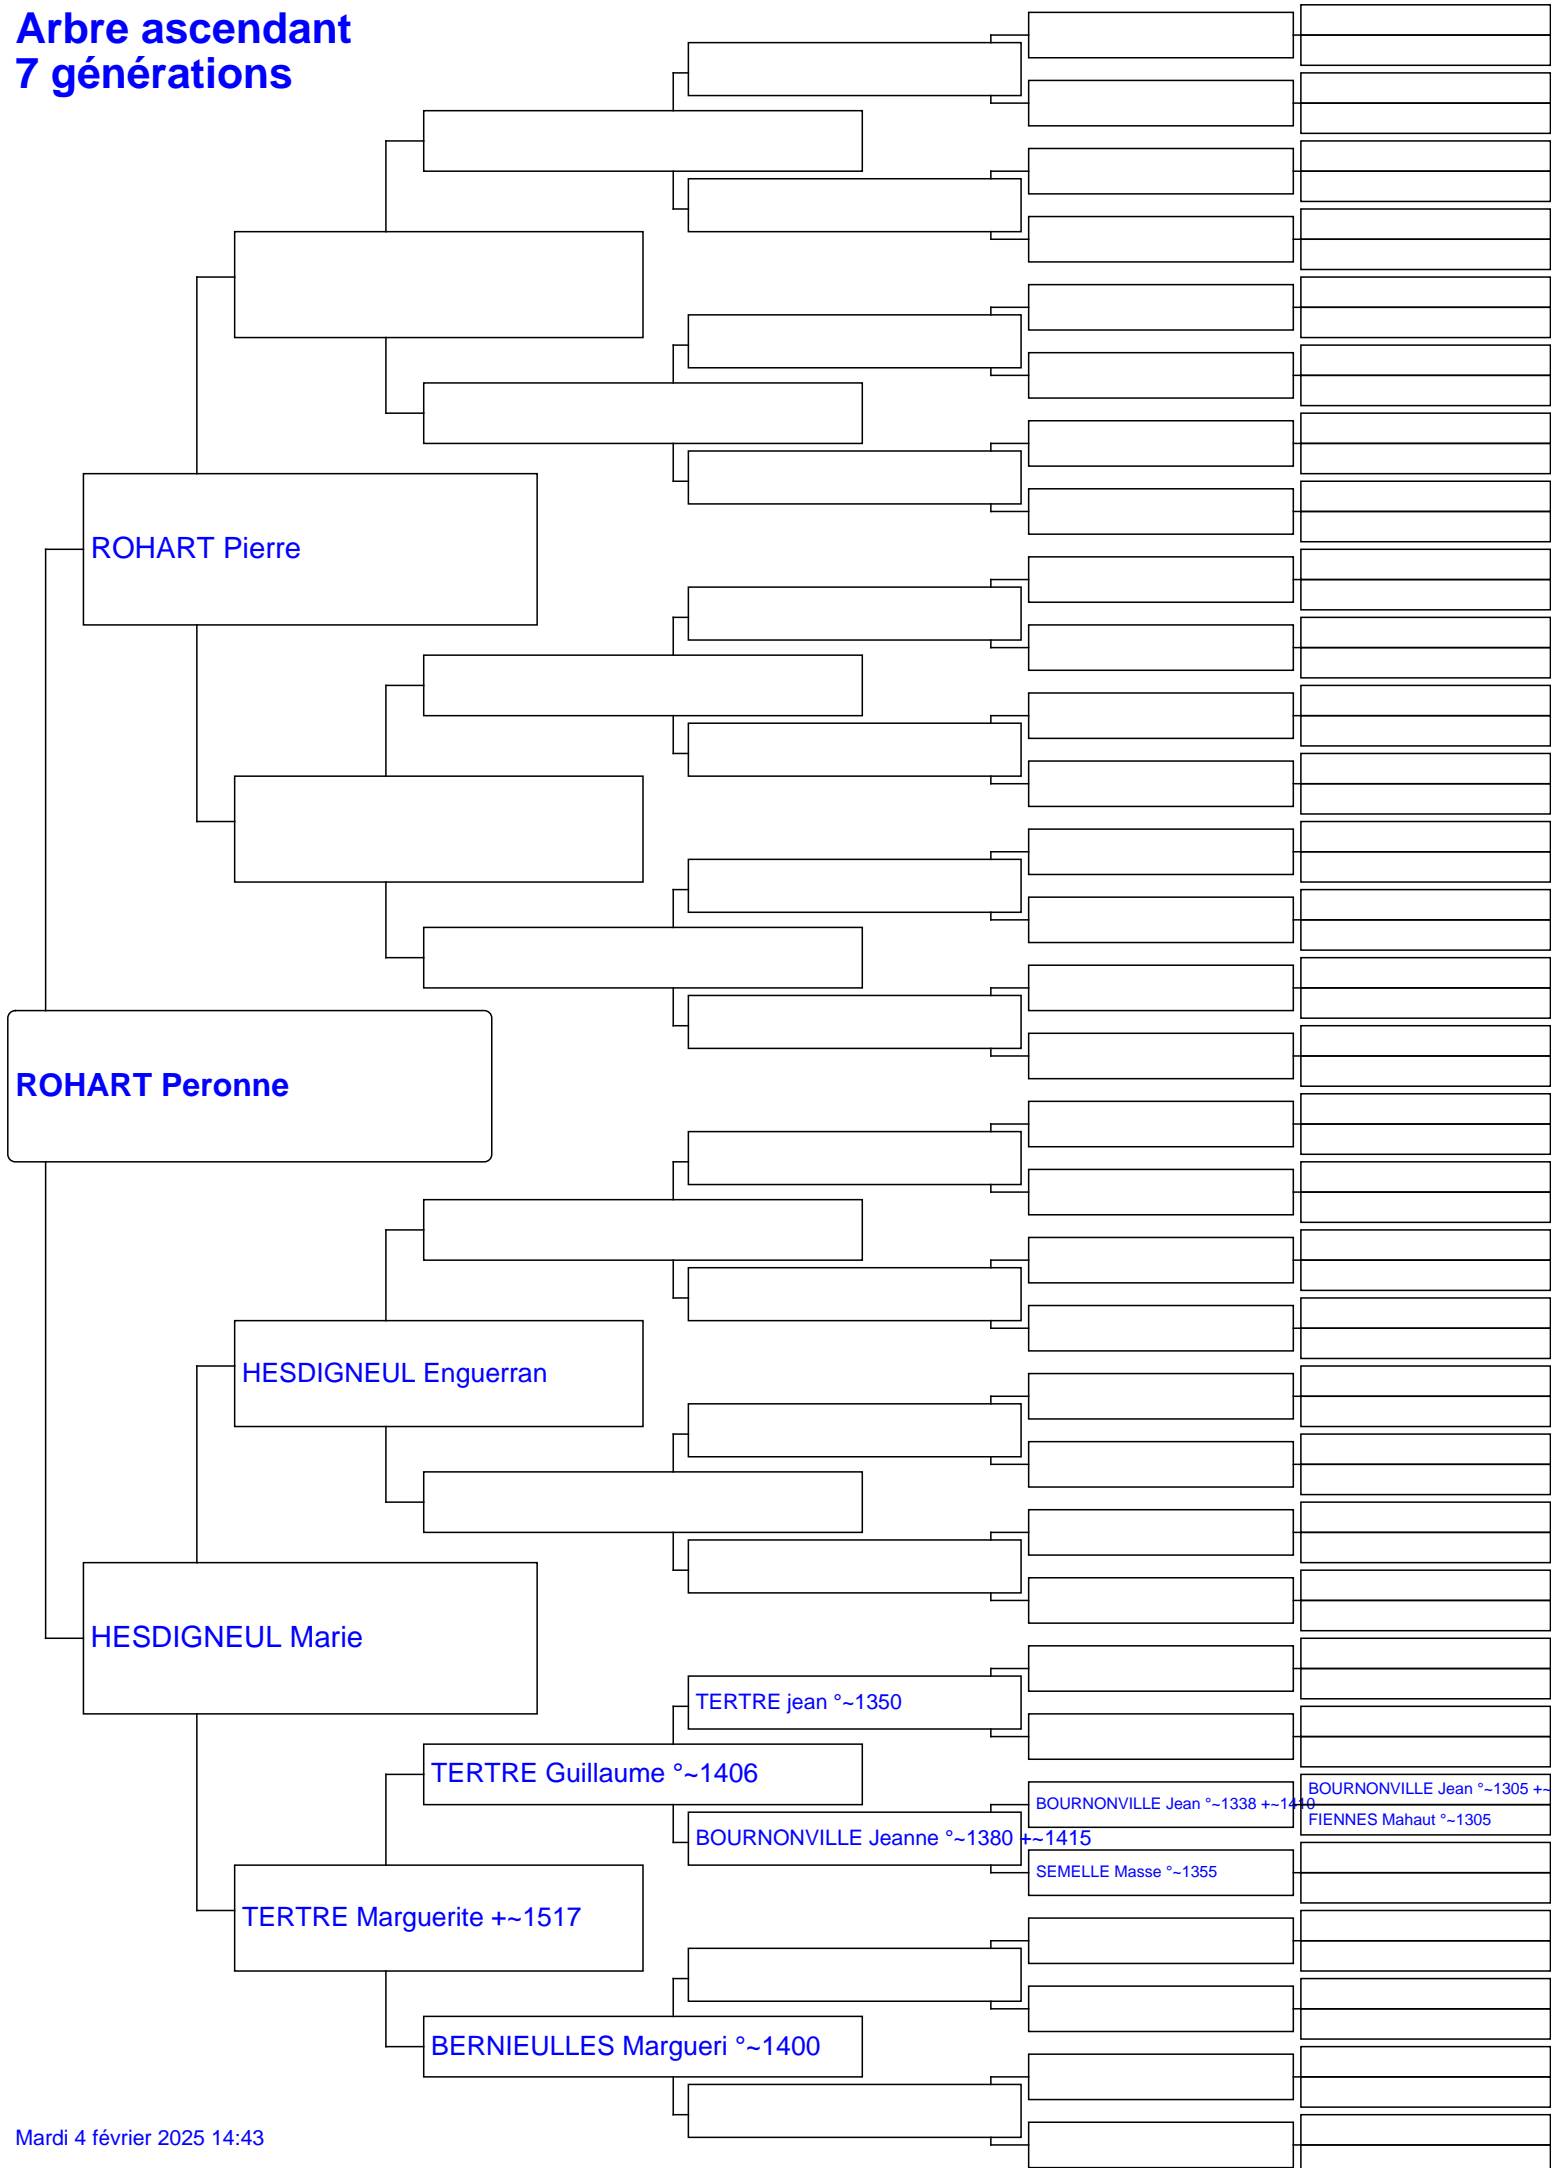 Arbre ascendant
7 générations
ROHART Pierre
ROHART Peronne
HESDIGNEUL Enguerran
HESDIGNEUL Marie
TERTRE jean °~1350
TERTRE Guillaume °~1406
BOURNONVILLE Jean °~1338 +~1410
BOURNONVILLE Jean °~1305 +~
FIENNES Mahaut °~1305
BOURNONVILLE Jeanne °~1380 +~1415
SEMELLE Masse °~1355
TERTRE Marguerite +~1517
BERNIEULLES Margueri °~1400
Mardi 4 février 2025 14:43